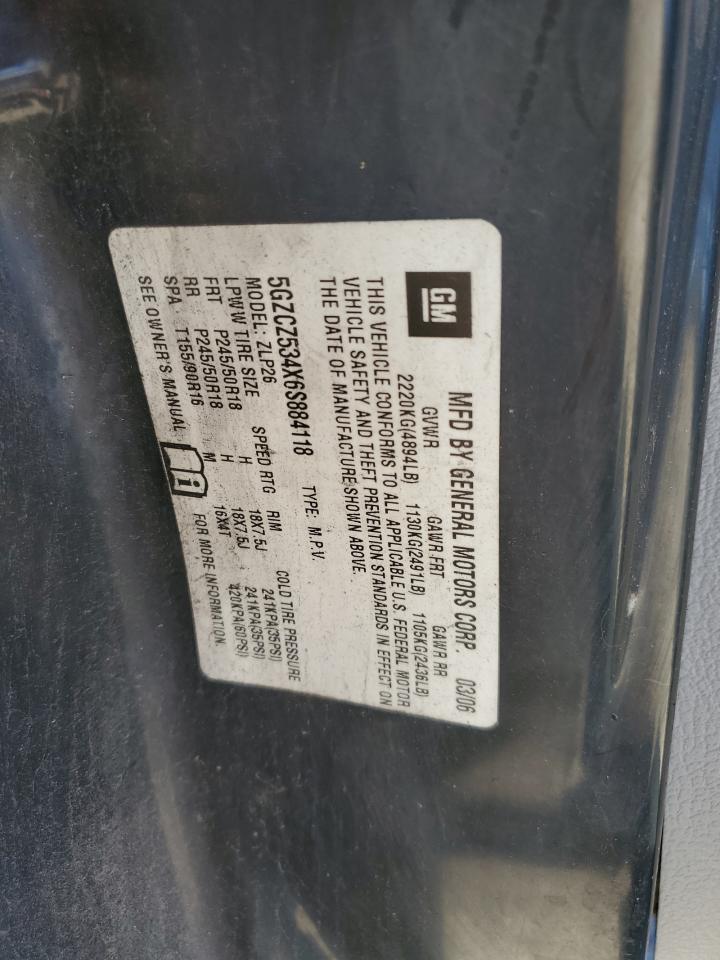 GM
MFD BY GENERAL MOTORS CORP. 03/06
GVWR GAWR FRT GAWR RR
2220KG(4894LB) 1130KG(2491LB) 1105KG(2436LB)
THIS VEHICLE CONFORMS TO ALL APPLICABLE U.S. FEDERAL MOTOR
VEHICLE SAFETY AND THEFT PREVENTION STANDARDS IN EFFECT ON
THE DATE OF MANUFACTURE SHOWN ABOVE.
5GZCZ534X6S884118 TYPE: M.P.V.
MODEL: ZLP26
LPWW TIRE SIZE SPEED RTG RIM COLD TIRE PRESSURE
FRT P245/50R18 H 18X7.5J 241KPA(35PSI)
RR P245/50R18 H 18X7.5J 241KPA(35PSI)
SPA T155/90R16 M 16X4T 420KPA(60PSI)
SEE OWNER'S MANUAL FOR MORE INFORMATION.